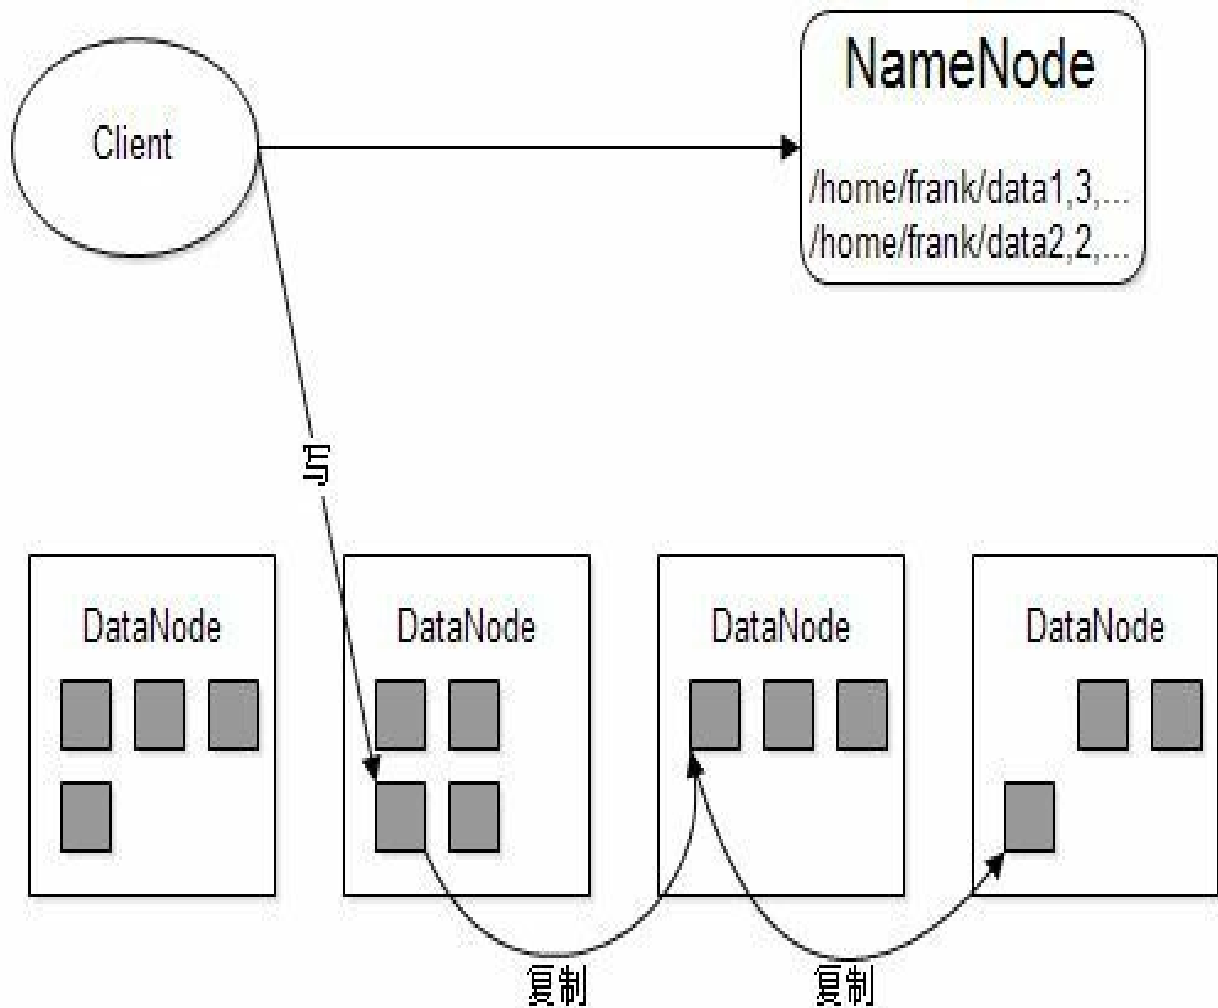 NameNode
Client
/home/frank/data1,3,...
/home/frank/data2,2,...
写
DataNode
DataNode
DataNode
DataNode
复制
复制